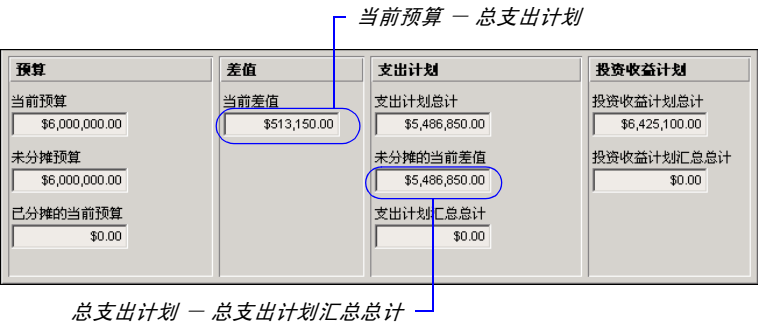 当前预算 － 总支出计划
预算
差值
支出计划
投资收益计划
当前预算
$6,000,000.00
未分摊预算
$6,000,000.00
已分摊的当前预算
$0.00
当前差值
$513,150.00
支出计划总计
$5,486,850.00
未分摊的当前差值
$5,486,850.00
支出计划汇总总计
$0.00
投资收益计划总计
$6,425,100.00
投资收益计划汇总总计
$0.00
总支出计划 － 总支出计划汇总总计